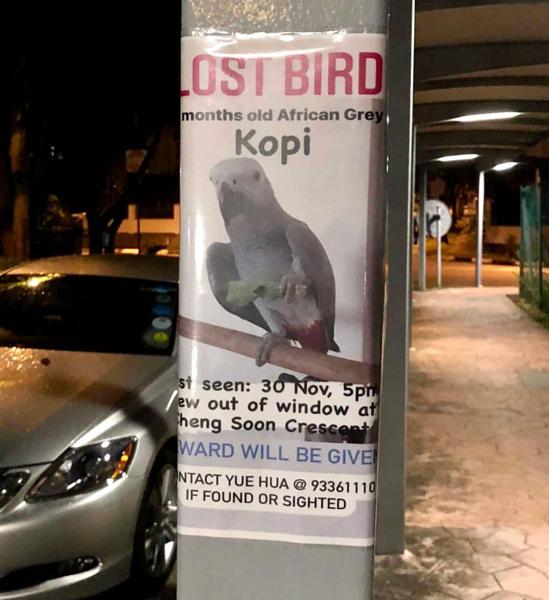 LOST BIRD
months old African Grey
Kopi
st seen: 30 Nov, 5pm
ew out of window at
heng Soon Crescent
WARD WILL BE GIVE
NTACT YUE HUA @ 93361110
IF FOUND OR SIGHTED